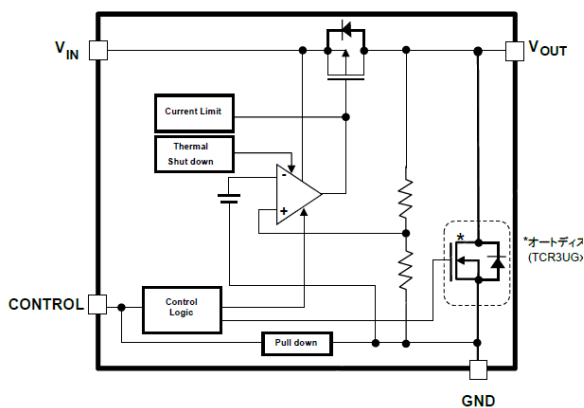 VIN
VOUT
Current Limit
Thermal
Shut down
-
+
*
*オートディス
(TCR3UGx
CONTROL
Control
Logic
Pull down
GND